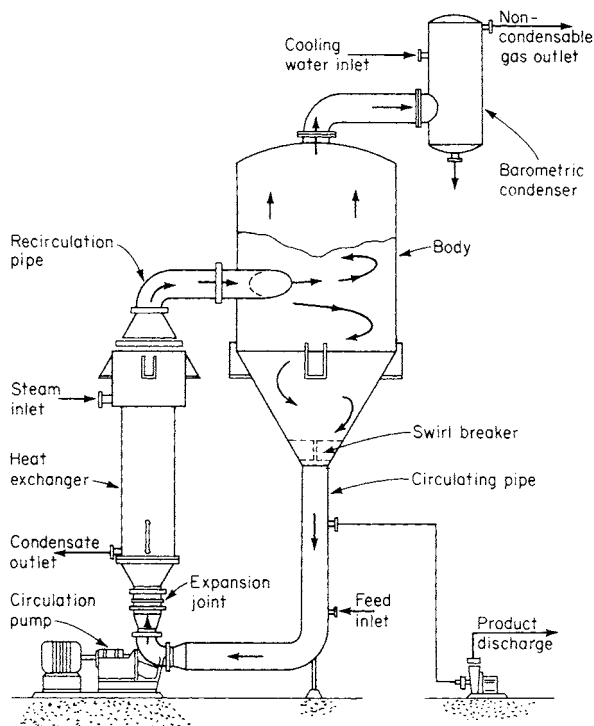 Non-
condensable
gas outlet
Cooling
water inlet
Barometric
condenser
Recirculation
pipe
Body
Steam
inlet
Swirl breaker
Heat
exchanger
Circulating pipe
Condensate
outlet
Expansion
joint
Circulation
pump
Feed
inlet
Product
discharge